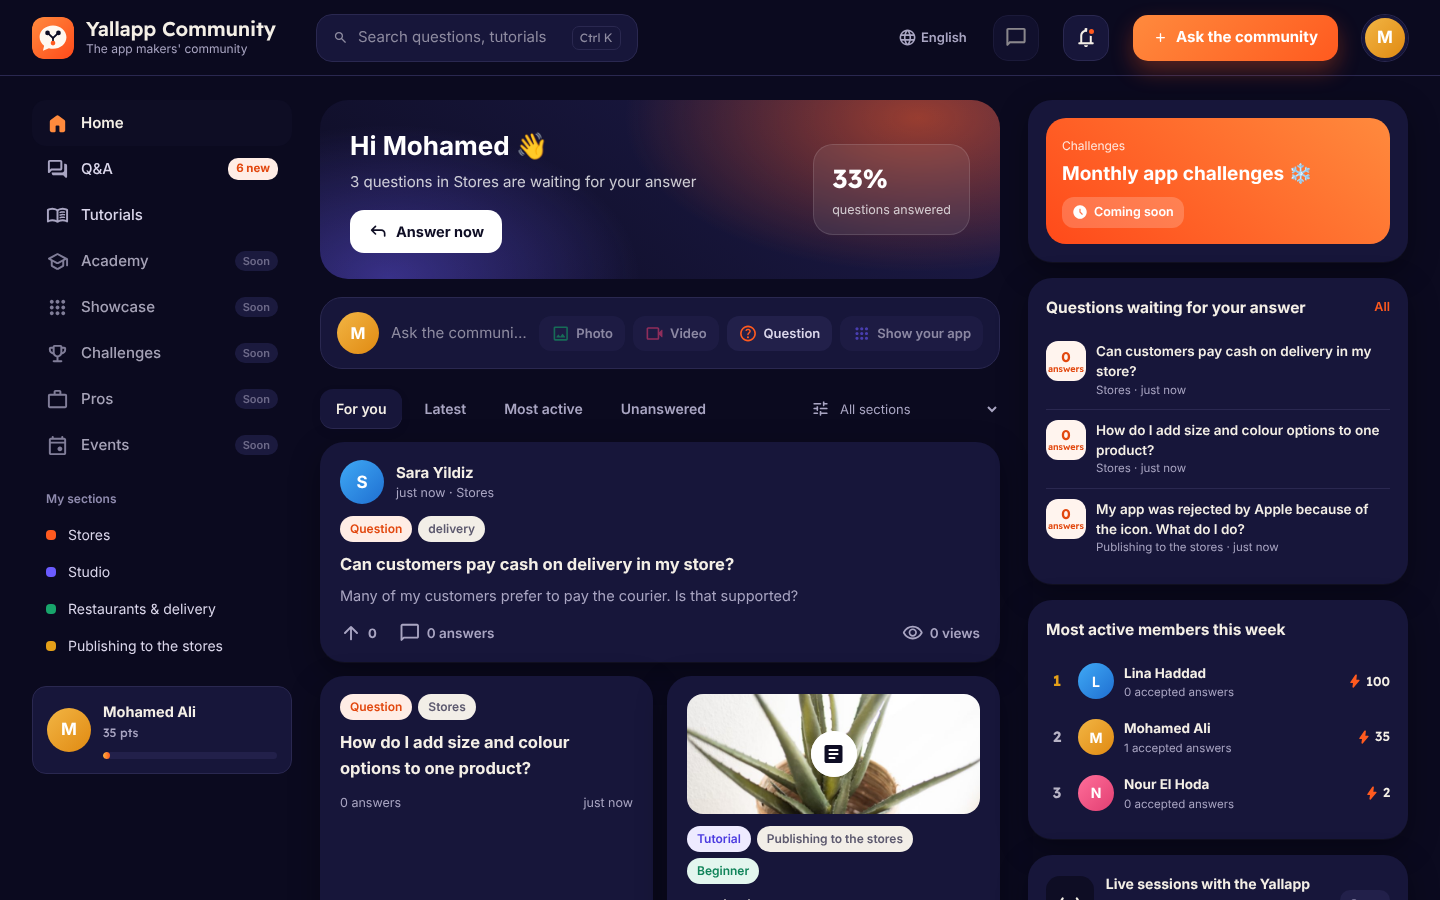 Yallapp Community
The app makers' community
Search questions, tutorials
Ctrl K
English
+ Ask the community
M
Home
Q&A
6 new
Tutorials
Academy
Soon
Showcase
Soon
Challenges
Soon
Pros
Soon
Events
Soon
My sections
Stores
Studio
Restaurants & delivery
Publishing to the stores
M
Mohamed Ali
35 pts
Hi Mohamed 👋
3 questions in Stores are waiting for your answer
Answer now
33%
questions answered
M
Ask the communi...
Photo
Video
Question
Show your app
For you
Latest
Most active
Unanswered
All sections
S
Sara Yildiz
just now · Stores
Question
delivery
Can customers pay cash on delivery in my store?
Many of my customers prefer to pay the courier. Is that supported?
0
0 answers
0 views
Question
Stores
How do I add size and colour
options to one product?
0 answers
just now
Tutorial
Publishing to the stores
Beginner
Challenges
Monthly app challenges ❄️
Coming soon
Questions waiting for your answer
All
0
answers
Can customers pay cash on delivery in my
store?
Stores · just now
0
answers
How do I add size and colour options to one
product?
Stores · just now
0
answers
My app was rejected by Apple because of
the icon. What do I do?
Publishing to the stores · just now
Most active members this week
1
L
Lina Haddad
0 accepted answers
100
2
M
Mohamed Ali
1 accepted answers
35
3
N
Nour El Hoda
0 accepted answers
2
Live sessions with the Yallapp